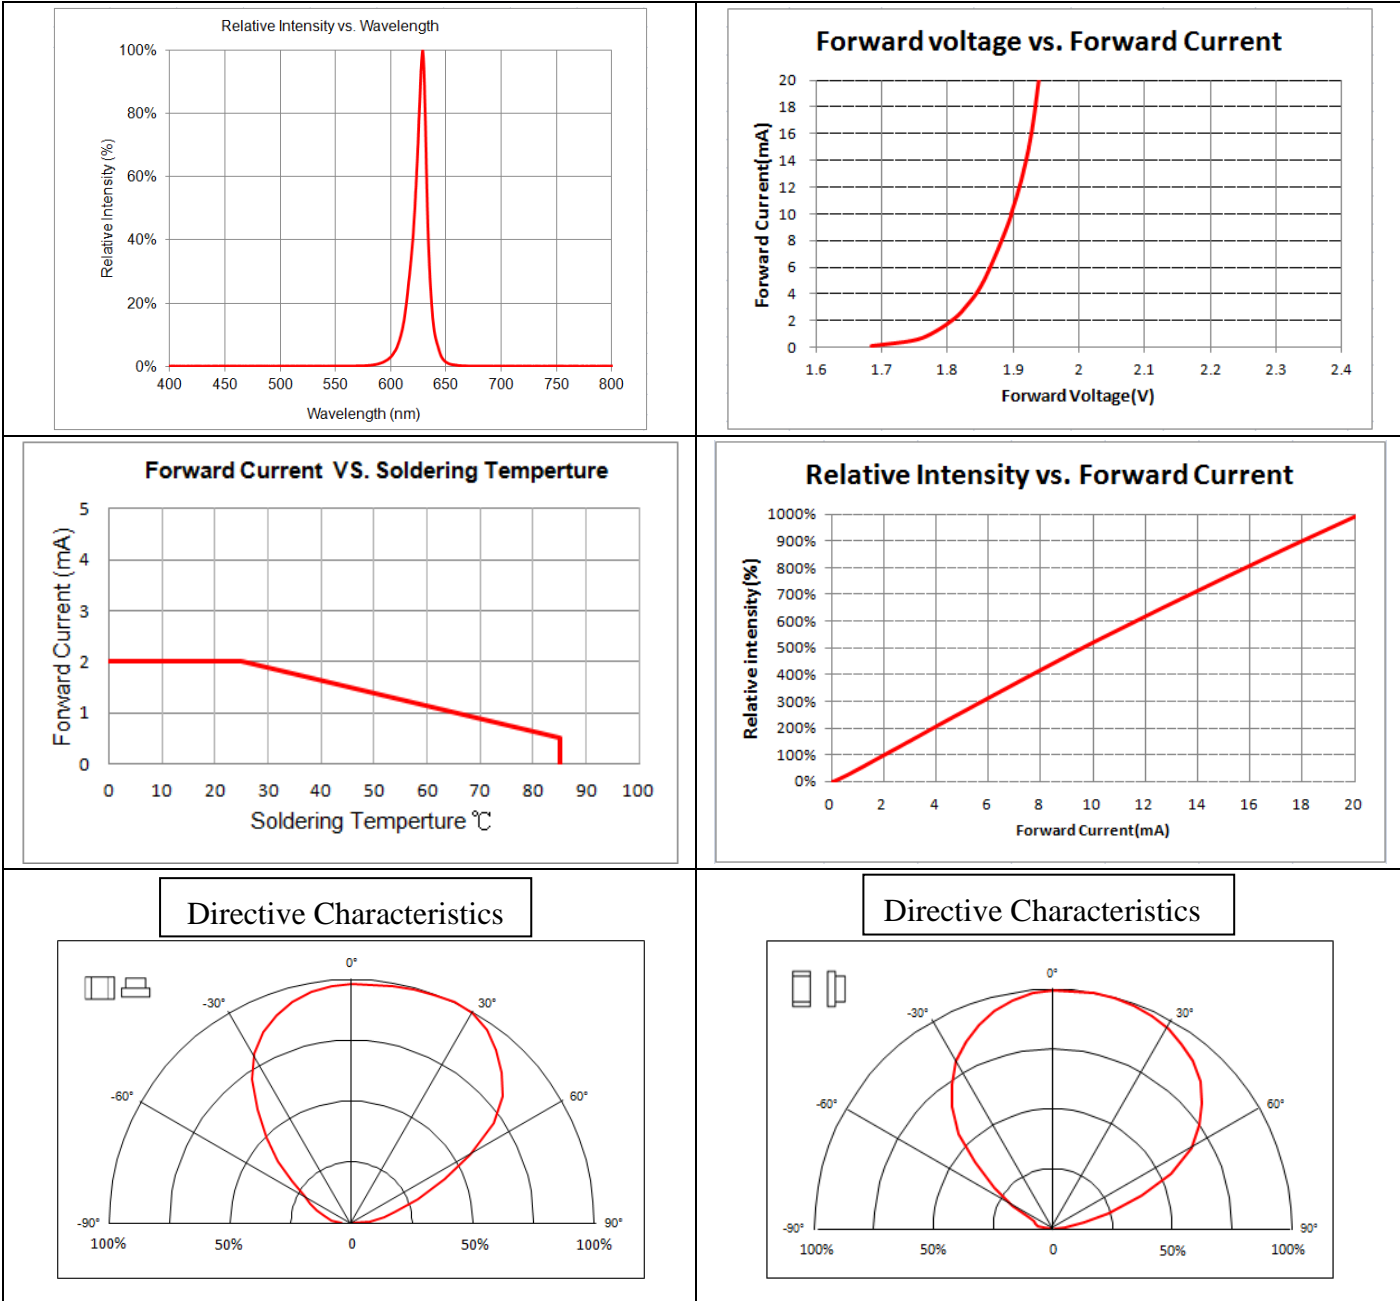 Relative Intensity vs. Wavelength
100%
80%
60%
40%
20%
0%
Relative Intensity (%)
400 450 500 550 600 650 700 750 800
Wavelength (nm)
Forward voltage vs. Forward Current
20
18
16
14
12
10
8
6
4
2
0
Forward Current(mA)
1.6 1.7 1.8 1.9 2 2.1 2.2 2.3 2.4
Forward Voltage(V)
Forward Current VS. Soldering Temperture
5
4
3
2
1
0
Forward Current (mA)
0 10 20 30 40 50 60 70 80 90 100
Soldering Temperture ℃
Relative Intensity vs. Forward Current
1000%
900%
800%
700%
600%
500%
400%
300%
200%
100%
0%
Relative intensity(%)
0 2 4 6 8 10 12 14 16 18 20
Forward Current(mA)
Directive Characteristics
0°
-30° 30°
-60° 60°
-90° 90°
100% 50% 0 50% 100%
Directive Characteristics
0°
-30° 30°
-60° 60°
-90° 90°
100% 50% 0 50% 100%